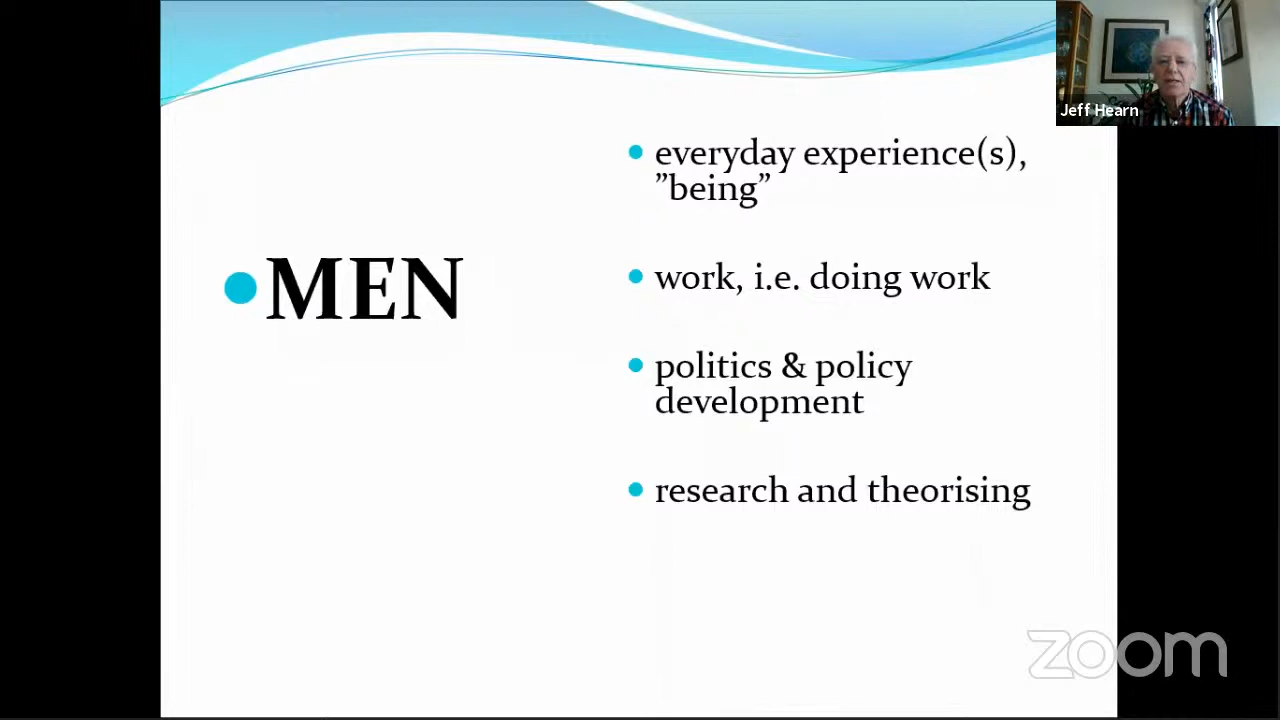 Jeff Hearn
• MEN
• everyday experience(s),
”being”
• work, i.e. doing work
• politics & policy
development
• research and theorising
zoom